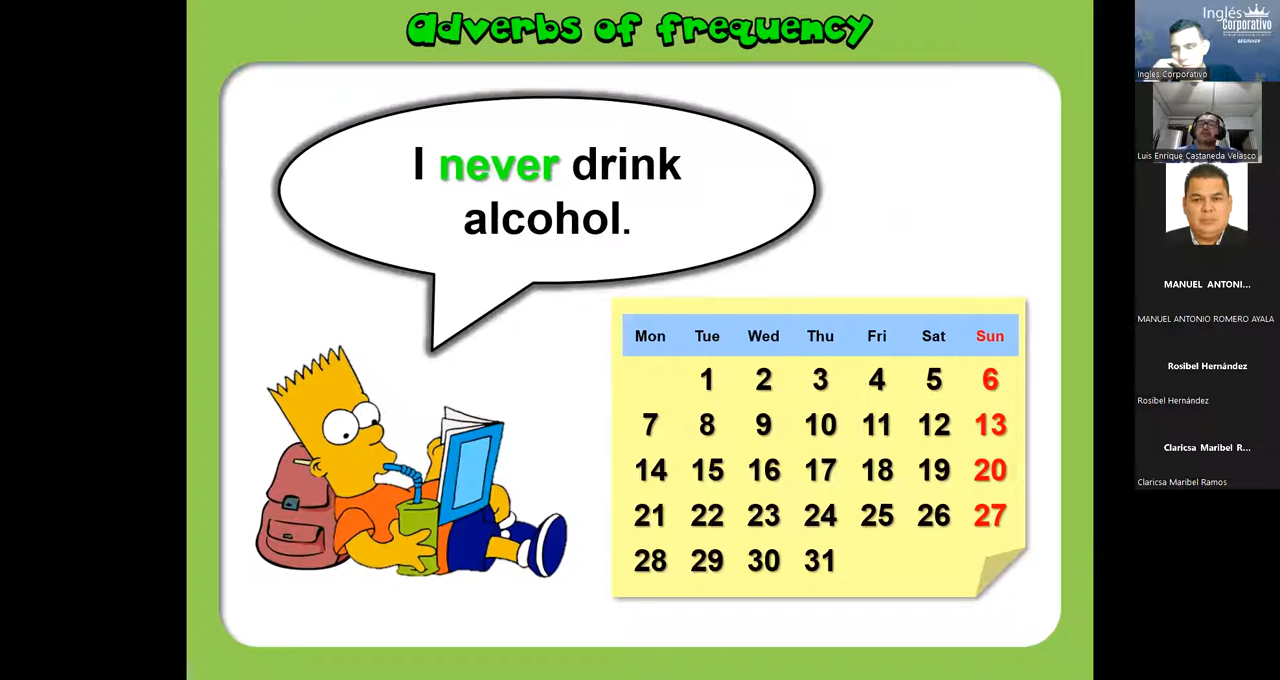 adverbs of frequency
I never drink
alcohol.
Mon Tue Wed Thu Fri Sat Sun
1 2 3 4 5 6
7 8 9 10 11 12 13
14 15 16 17 18 19 20
21 22 23 24 25 26 27
28 29 30 31
Inglés
Corporativo
BEGINNER
Ingles Corporativo
Luis Enrique Castaneda Velasco
MANUEL ANTONI...
MANUEL ANTONIO ROMERO AYALA
Rosibel Hernández
Rosibel Hernández
Claricsa Maribel R...
Claricsa Maribel Ramos